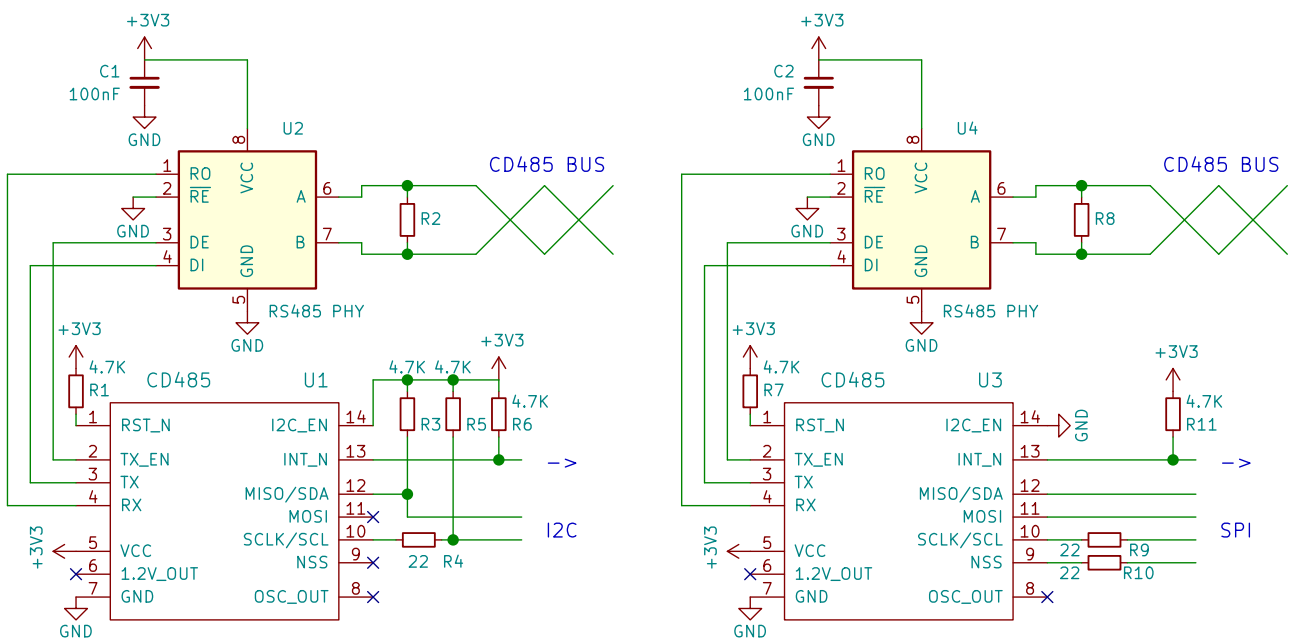 +3V3
C1
100nF
GND
U2
8
VCC
1
RO
2
RE
GND
3
DE
4
DI
A
6
B
7
GND
5
GND
RS485 PHY
R2
CD485 BUS
+3V3
4.7K
R1
CD485
U1
1
RST_N
2
TX_EN
3
TX
4
RX
+3V3
5
VCC
6
1.2V_OUT
7
GND
GND
I2C_EN
14
INT_N
13
MISO/SDA
12
MOSI
11
SCLK/SCL
10
NSS
9
OSC_OUT
8
4.7K
R3
4.7K
R5
+3V3
4.7K
R6
22
R4
->
I2C
+3V3
C2
100nF
GND
U4
8
VCC
1
RO
2
RE
GND
3
DE
4
DI
A
6
B
7
GND
5
GND
RS485 PHY
R8
CD485 BUS
+3V3
4.7K
R7
CD485
U3
1
RST_N
2
TX_EN
3
TX
4
RX
+3V3
5
VCC
6
1.2V_OUT
7
GND
GND
I2C_EN
14
GND
INT_N
13
MISO/SDA
12
MOSI
11
SCLK/SCL
10
NSS
9
OSC_OUT
8
+3V3
4.7K
R11
->
22
R9
22
R10
SPI